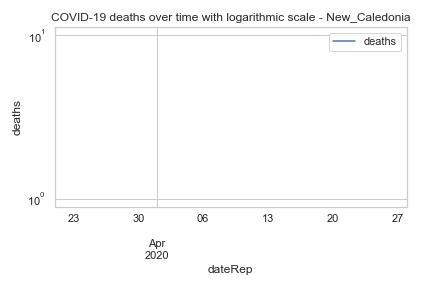 COVID-19 deaths over time with logarithmic scale - New_Caledonia
deaths
10¹
deaths
10⁰
23 30 06 13 20 27
Apr
2020
dateRep